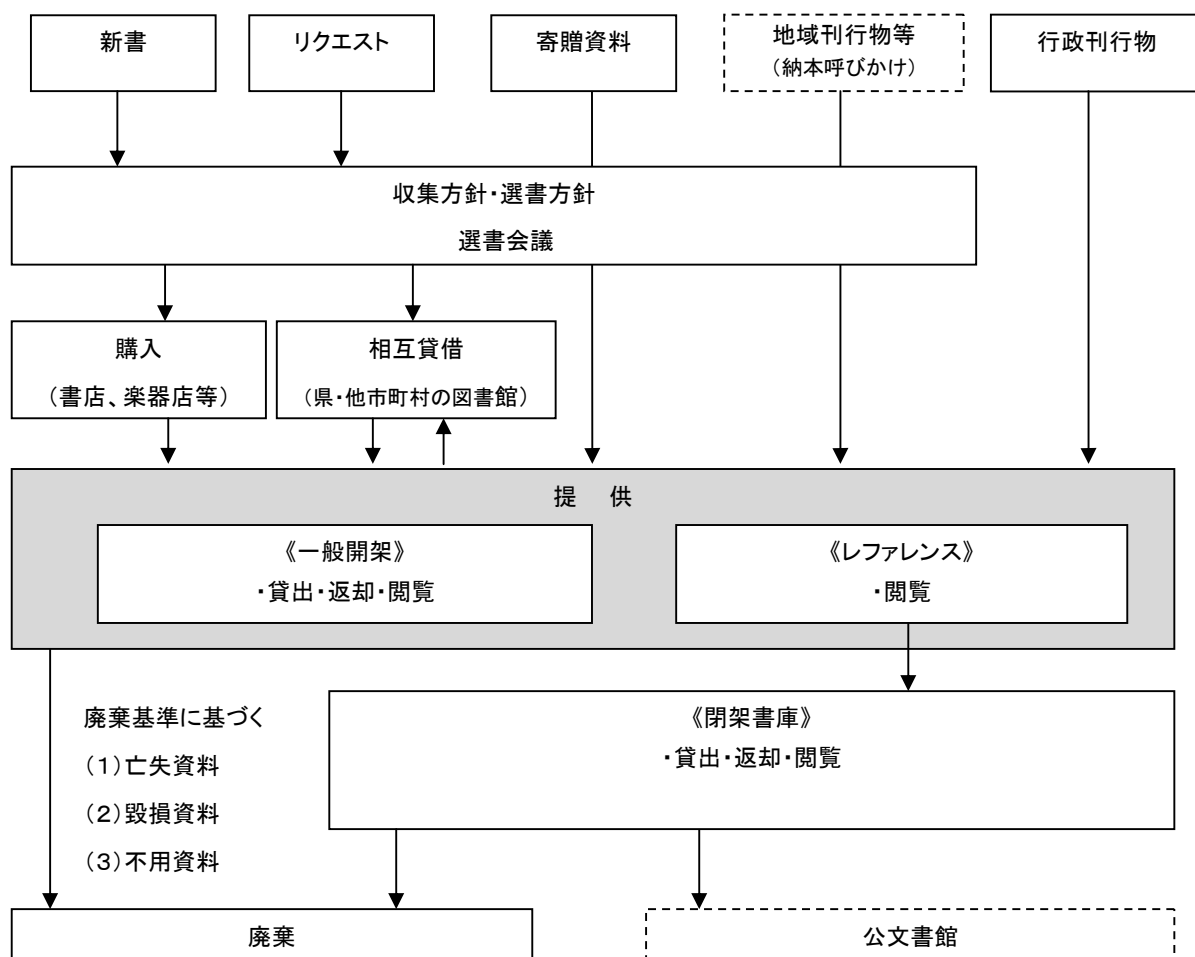 新書
リクエスト
寄贈資料
地域刊行物等
（納本呼びかけ）
行政刊行物
収集方針・選書方針
選書会議
購入
（書店、楽器店等）
相互貸借
（県・他市町村の図書館）
提　供
《一般開架》
・貸出・返却・閲覧
《レファレンス》
・閲覧
廃棄基準に基づく
（１）亡失資料
（２）毀損資料
（３）不用資料
《閉架書庫》
・貸出・返却・閲覧
廃棄
公文書館